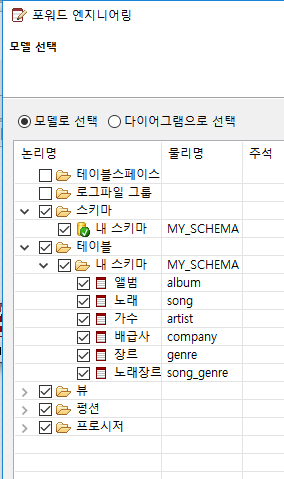 포워드 엔지니어링
모델 선택
모델로 선택 다이어그램으로 선택
논리명 물리명 주석
테이블스페이스
로그파일 그룹
스키마
내 스키마 MY_SCHEMA
테이블
내 스키마 MY_SCHEMA
앨범 album
노래 song
가수 artist
배급사 company
장르 genre
노래장르 song_genre
뷰
펑션
프로시저